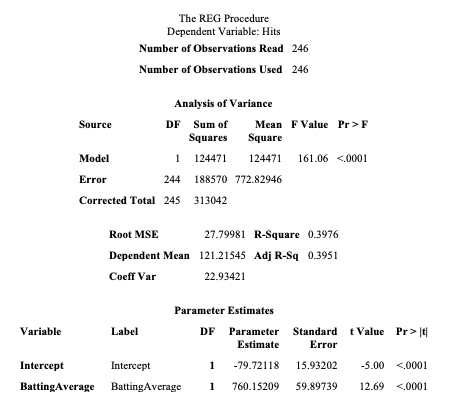 The REG Procedure
Dependent Variable: Hits
Number of Observations Read 246
Number of Observations Used 246
Analysis of Variance
Source DF Sum of Squares Mean Square F Value Pr > F
Model 1 124471 124471 161.06 <.0001
Error 244 188570 772.82946
Corrected Total 245 313042
Root MSE 27.79981 R-Square 0.3976
Dependent Mean 121.21545 Adj R-Sq 0.3951
Coeff Var 22.93421
Parameter Estimates
Variable Label DF Parameter Estimate Standard Error t Value Pr > |t|
Intercept Intercept 1 -79.72118 15.93202 -5.00 <.0001
BattingAverage BattingAverage 1 760.15209 59.89739 12.69 <.0001